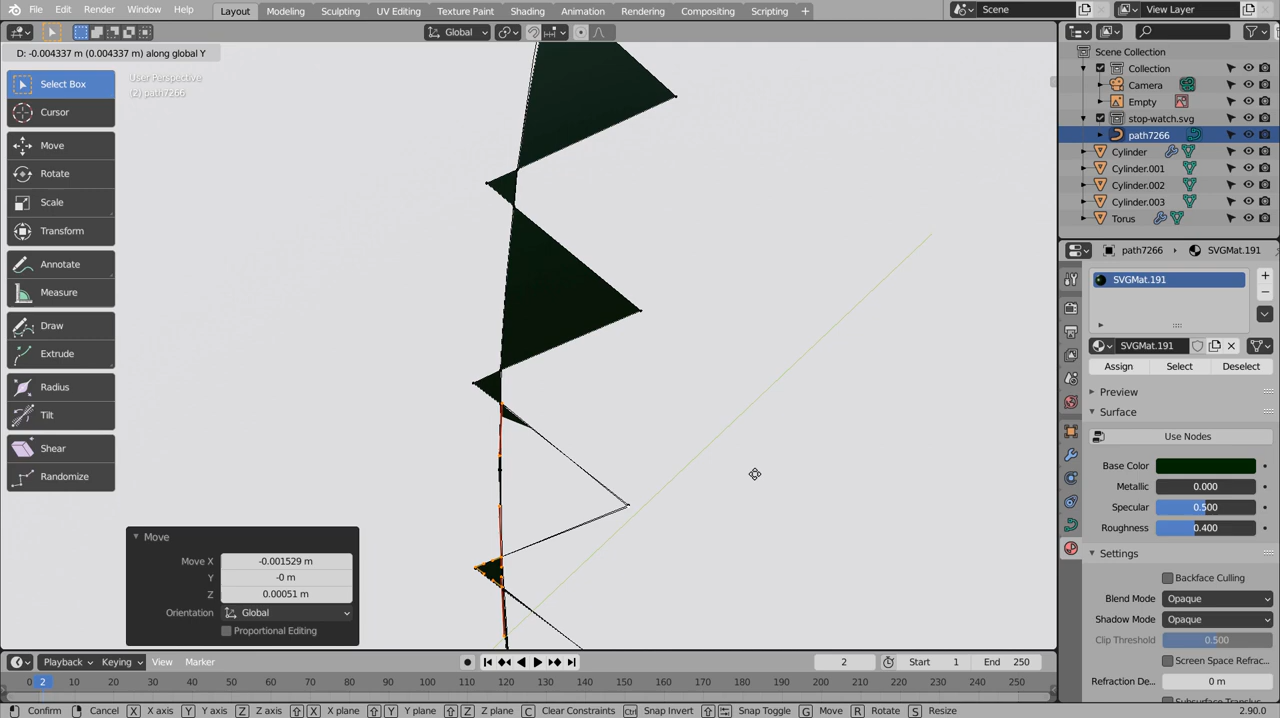 File Edit Render Window Help Layout Modeling Sculpting UV Editing Texture Paint Shading Animation Rendering Compositing Scripting + Scene View Layer
Global
D: -0.004337 m (0.004337 m) along global Y
User Perspective
(2) path7266
Select Box
Cursor
Move
Rotate
Scale
Transform
Annotate
Measure
Draw
Extrude
Radius
Tilt
Shear
Randomize
Move
Move X -0.001529 m
Y -0 m
Z 0.00051 m
Orientation Global
Proportional Editing
Scene Collection
Collection
Camera
Empty
stop-watch.svg
path7266
Cylinder
Cylinder.001
Cylinder.002
Cylinder.003
Torus
path7266 SVGMat.191
SVGMat.191
SVGMat.191
Assign Select Deselect
Preview
Surface
Use Nodes
Base Color
Metallic 0.000
Specular 0.500
Roughness 0.400
Settings
Backface Culling
Blend Mode Opaque
Shadow Mode Opaque
Clip Threshold 0.500
Screen Space Refrac...
Refraction De... 0 m
Playback Keying View Marker 2 Start 1 End 250
0 2 10 20 30 40 50 60 70 80 90 100 110 120 130 140 150 160 170 180 190 200 210 220 230 240 250
Confirm Cancel X X axis Y Y axis Z Z axis X X plane Y Y plane Z Z plane C Clear Constraints Ctrl Snap Invert Snap Toggle G Move R Rotate S Resize 2.90.0